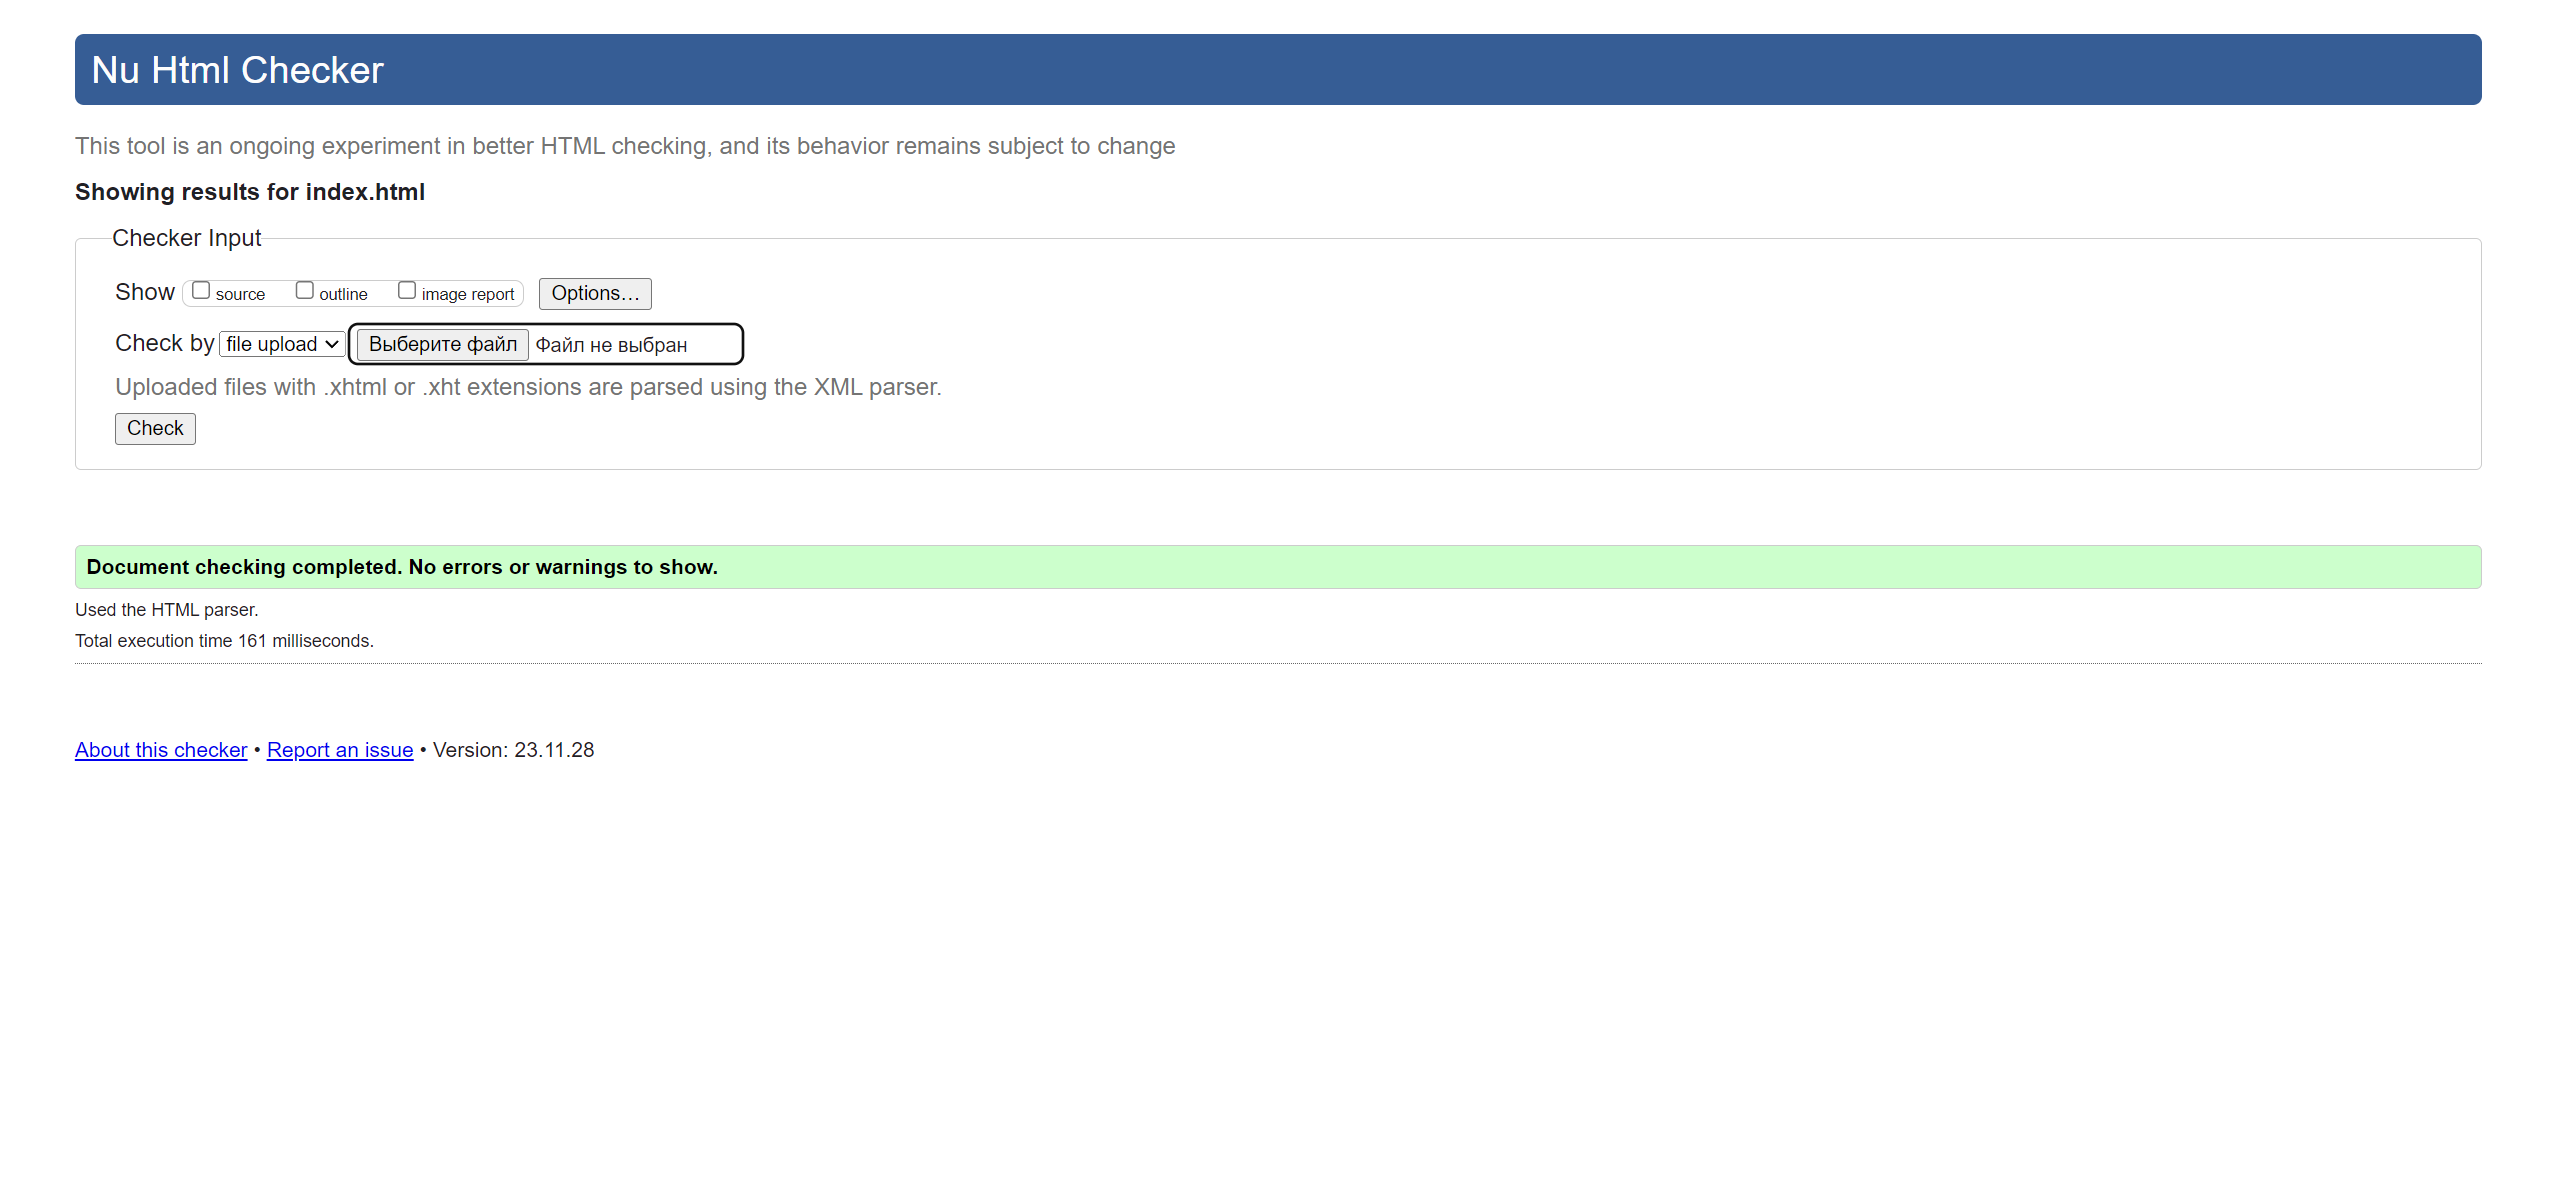 Nu Html Checker
This tool is an ongoing experiment in better HTML checking, and its behavior remains subject to change
Showing results for index.html
Checker Input
Show source outline image report Options...
Check by file upload Выберите файл Файл не выбран
Uploaded files with .xhtml or .xht extensions are parsed using the XML parser.
Check
Document checking completed. No errors or warnings to show.
Used the HTML parser.
Total execution time 161 milliseconds.
About this checker • Report an issue • Version: 23.11.28